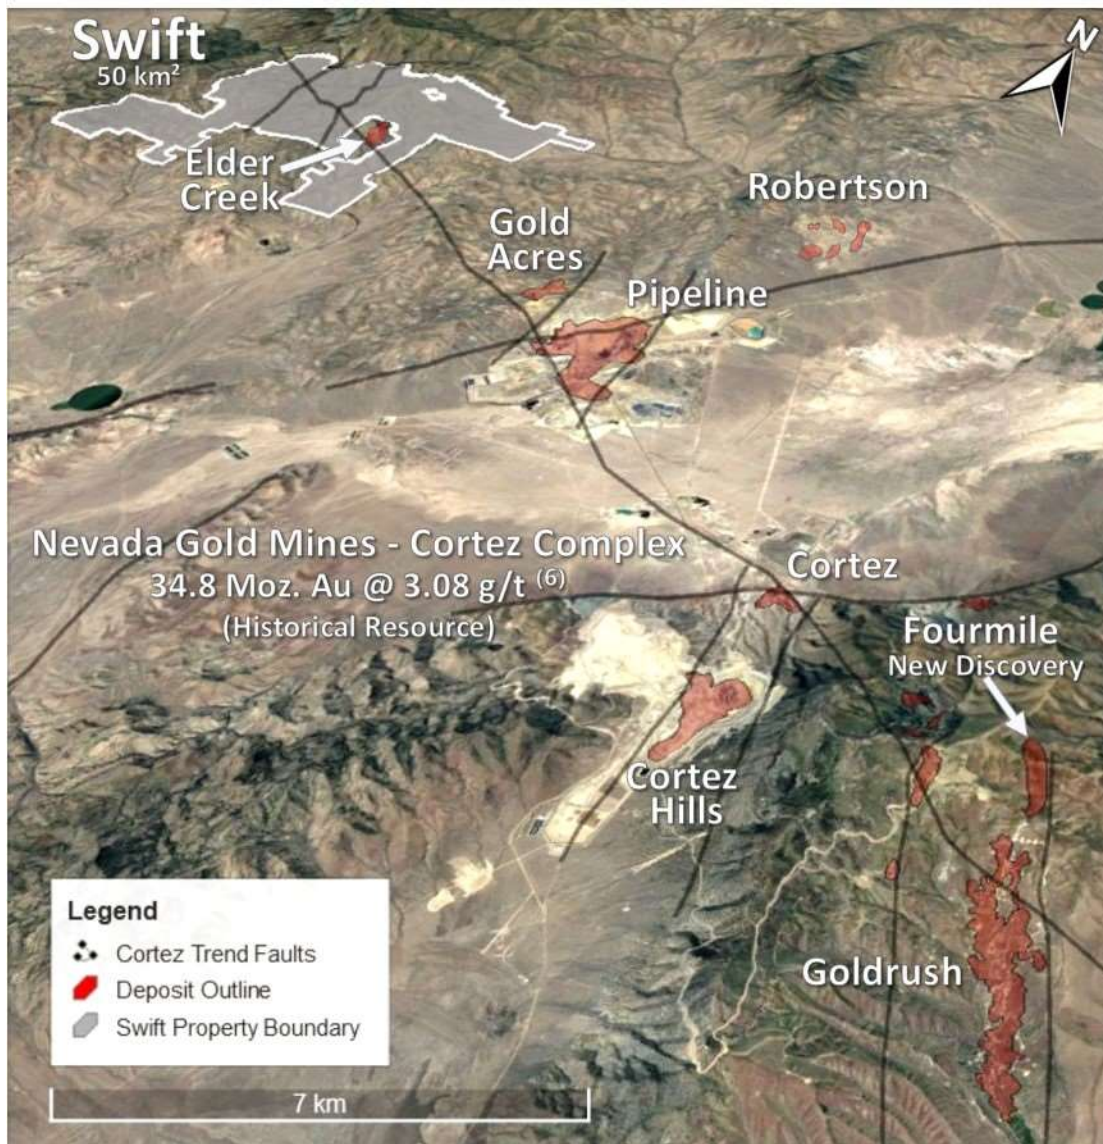 Swift
50 km²
N
Elder
Creek
Robertson
Gold
Acres
Pipeline
Nevada Gold Mines - Cortez Complex
34.8 Moz. Au @ 3.08 g/t (6)
(Historical Resource)
Cortez
Fourmile
New Discovery
Cortez
Hills
Goldrush
Legend
Cortez Trend Faults
Deposit Outline
Swift Property Boundary
7 km